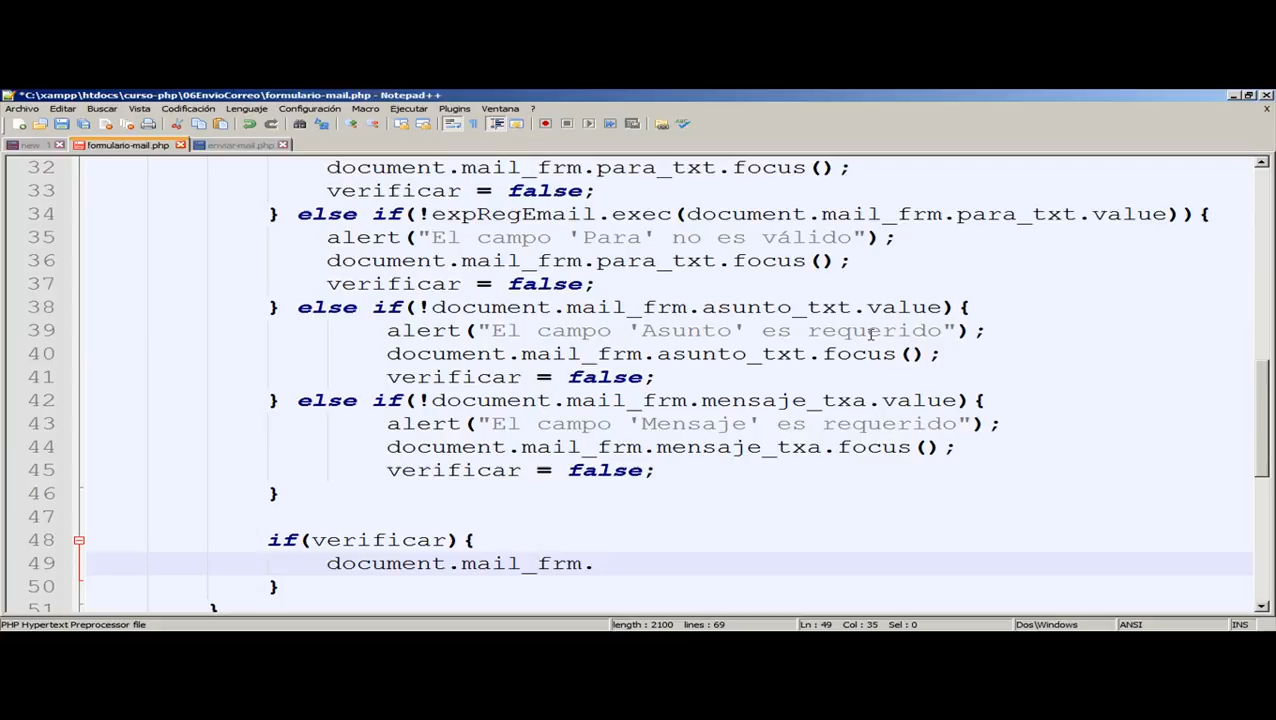 *C:\xampp\htdocs\curso-php\06EnvioCorreo\formulario-mail.php - Notepad++
Archivo Editar Buscar Vista Codificación Lenguaje Configuración Macro Ejecutar Plugins Ventana ? X
new 1 formulario-mail.php enviar-mail.php
32 document.mail_frm.para_txt.focus();
33 verificar = false;
34 } else if(!expRegEmail.exec(document.mail_frm.para_txt.value)){
35 alert("El campo 'Para' no es válido");
36 document.mail_frm.para_txt.focus();
37 verificar = false;
38 } else if(!document.mail_frm.asunto_txt.value){
39 alert("El campo 'Asunto' es requerido");
40 document.mail_frm.asunto_txt.focus();
41 verificar = false;
42 } else if(!document.mail_frm.mensaje_txa.value){
43 alert("El campo 'Mensaje' es requerido");
44 document.mail_frm.mensaje_txa.focus();
45 verificar = false;
46 }
47
48 if(verificar){
49 document.mail_frm.
50 }
51 }
PHP Hypertext Preprocessor file length : 2100 lines : 69 Ln : 49 Col : 35 Sel : 0 Dos\Windows ANSI INS